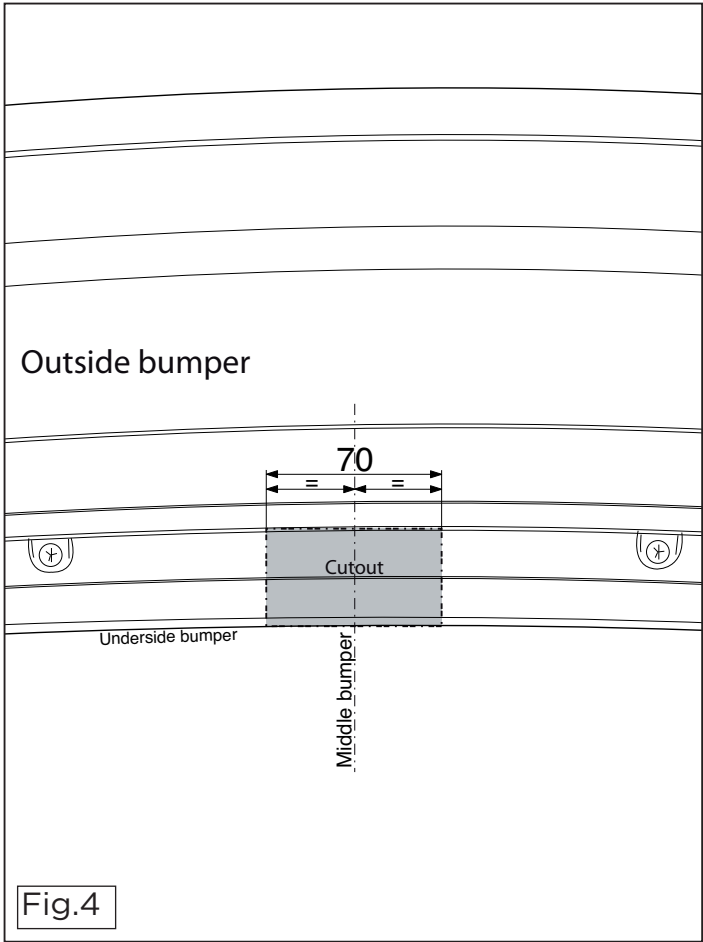 Outside bumper
70
= =
Cutout
Underside bumper
Middle bumper
Fig.4